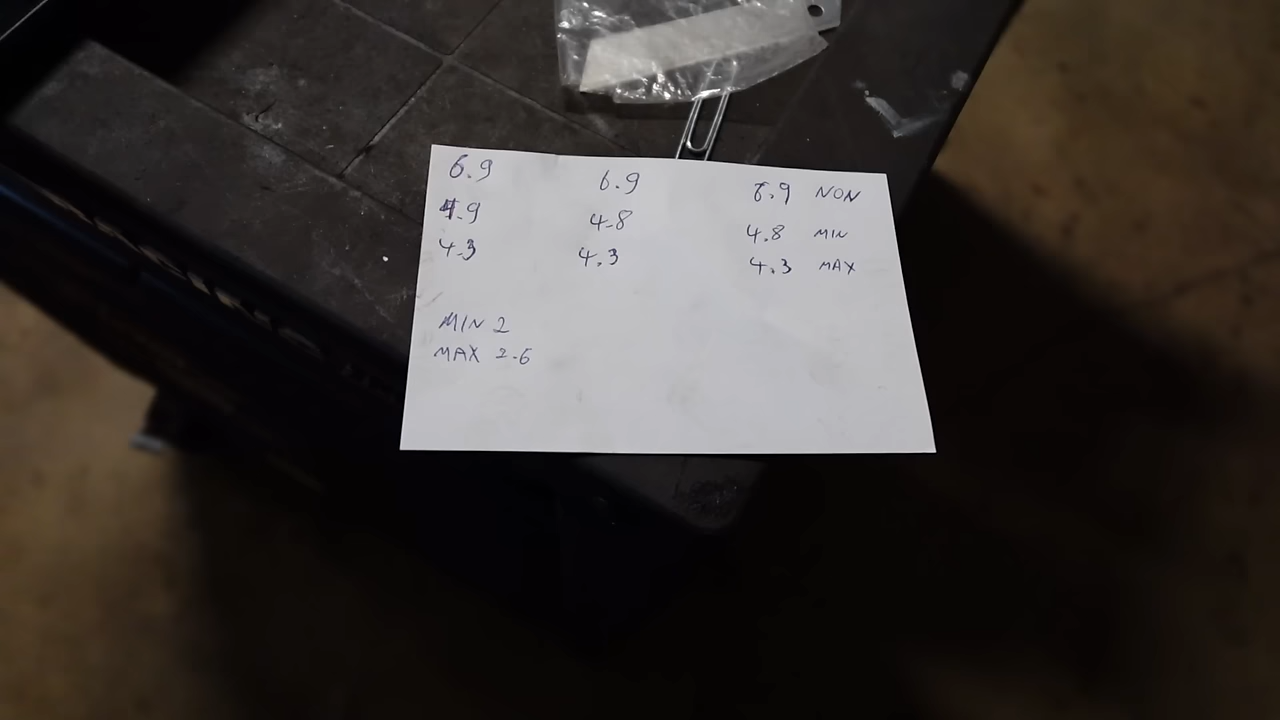 6.9 6.9 6.9 NON
4.9 4.8 4.8 MIN
4.3 4.3 4.3 MAX
MIN 2
MAX 2.6